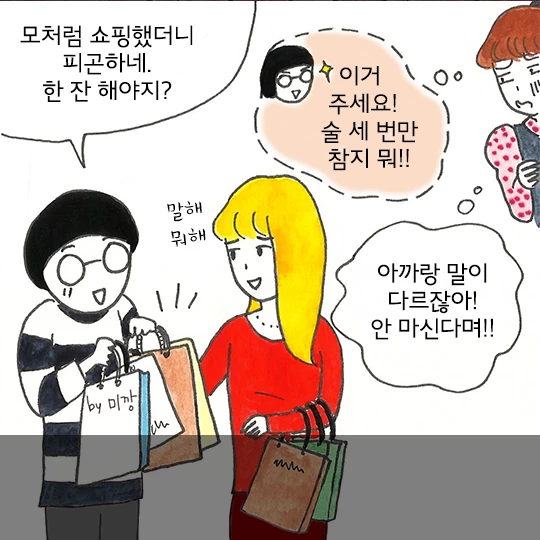 모처럼 쇼핑했더니
피곤하네.
한 잔 해야지?
이거
주세요!
술 세 번만
참지 뭐!!
말해
뭐해
아까랑 말이
다르잖아!
안 마신다며!!
by 미깡